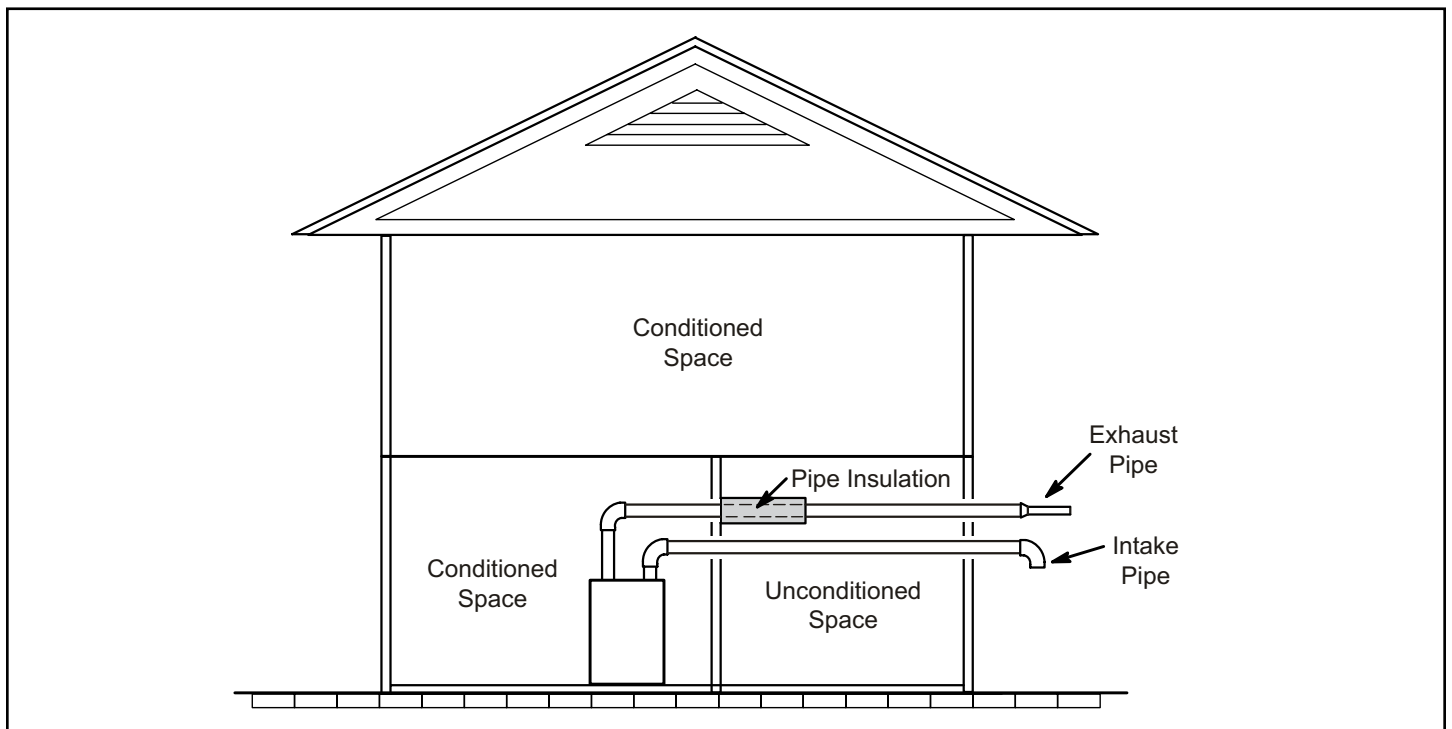 Conditioned
Space
Exhaust
Pipe
Pipe Insulation
Intake
Pipe
Conditioned
Space
Unconditioned
Space